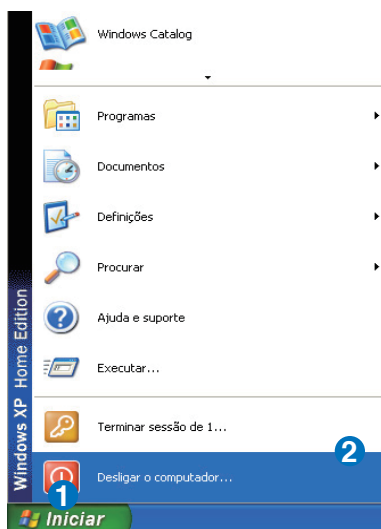 Windows Catalog
Programas
Documentos
Definições
Procurar
Ajuda e suporte
Executar...
Terminar sessão de 1...
2
Desligar o computador...
1
Iniciar
Windows XP Home Edition